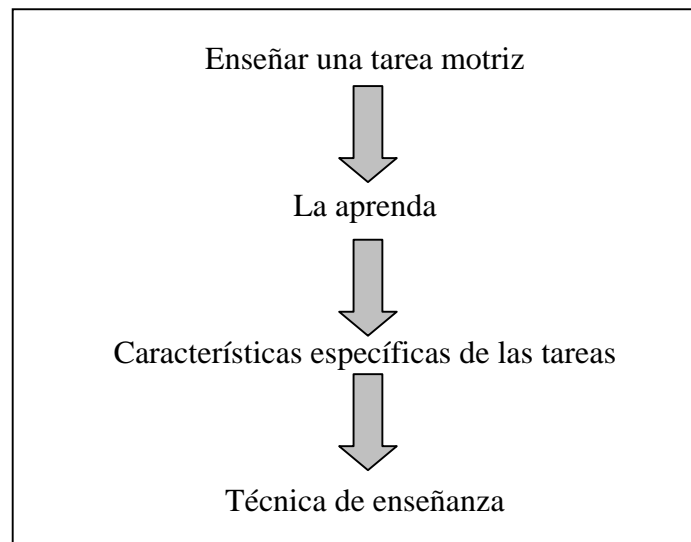 Enseñar una tarea motriz
La aprenda
Características específicas de las tareas
Técnica de enseñanza